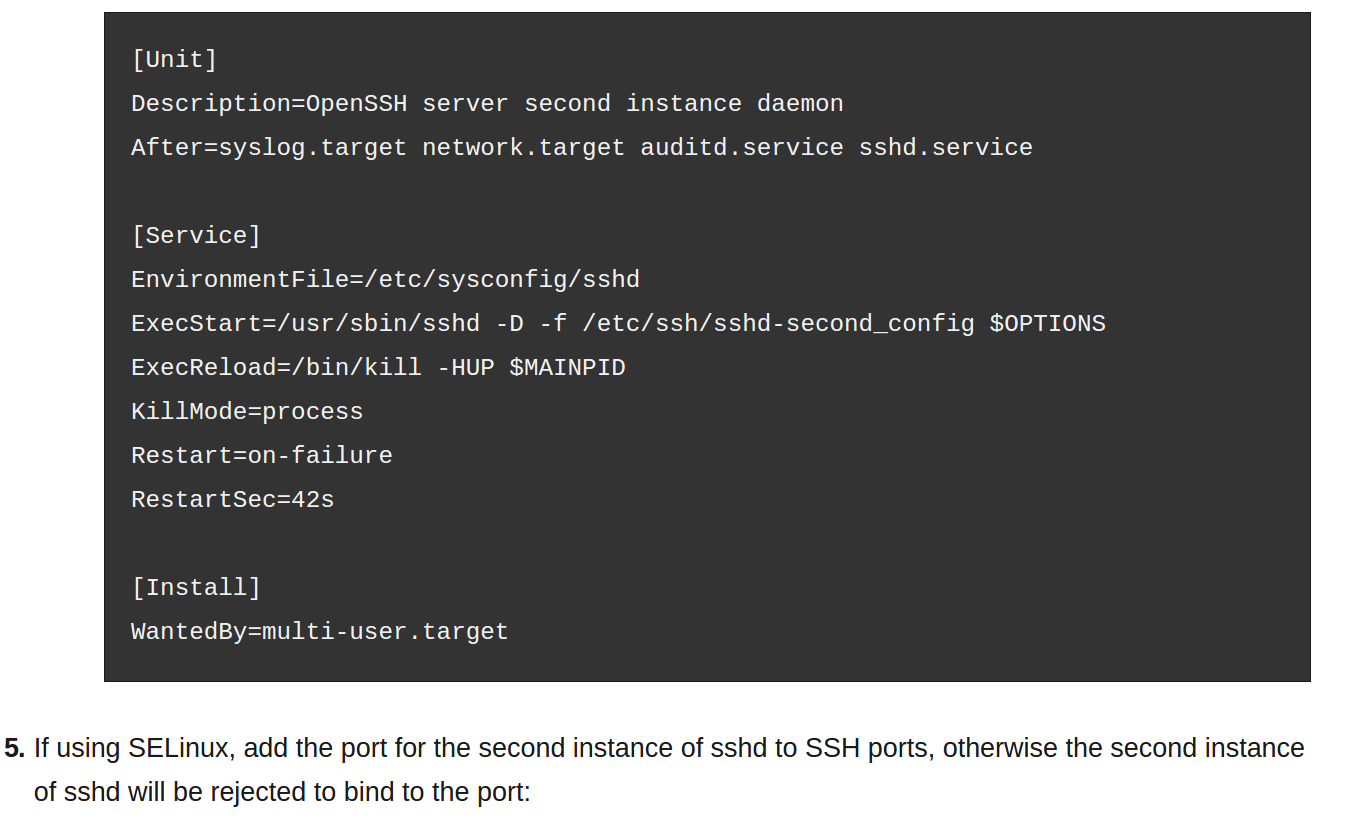 [Unit]
Description=OpenSSH server second instance daemon
After=syslog.target network.target auditd.service sshd.service
[Service]
EnvironmentFile=/etc/sysconfig/sshd
ExecStart=/usr/sbin/sshd -D -f /etc/ssh/sshd-second_config $OPTIONS
ExecReload=/bin/kill -HUP $MAINPID
KillMode=process
Restart=on-failure
RestartSec=42s
[Install]
WantedBy=multi-user.target
5. If using SELinux, add the port for the second instance of sshd to SSH ports, otherwise the second instance
of sshd will be rejected to bind to the port: